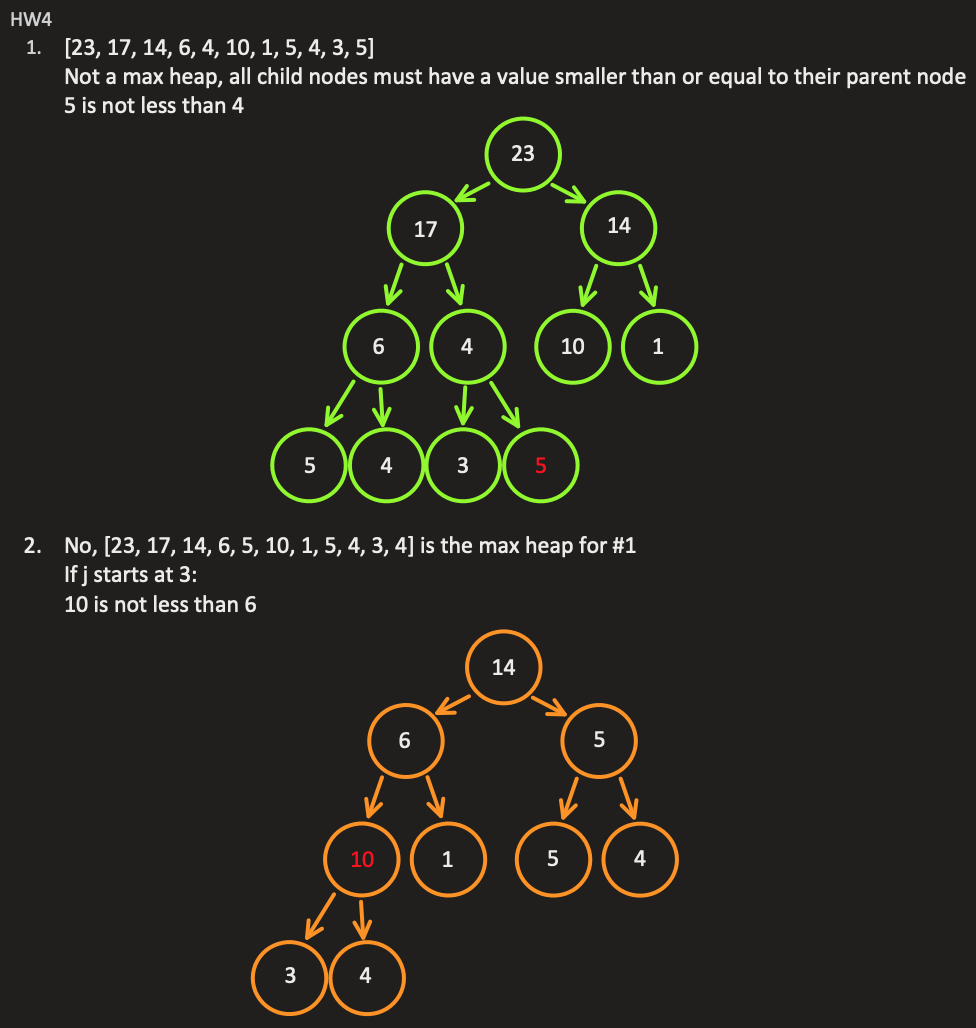 HW4
1. [23, 17, 14, 6, 4, 10, 1, 5, 4, 3, 5]
Not a max heap, all child nodes must have a value smaller than or equal to their parent node
5 is not less than 4
23
17 14
6 4 10 1
5 4 3 5
2. No, [23, 17, 14, 6, 5, 10, 1, 5, 4, 3, 4] is the max heap for #1
If j starts at 3:
10 is not less than 6
14
6 5
10 1 5 4
3 4